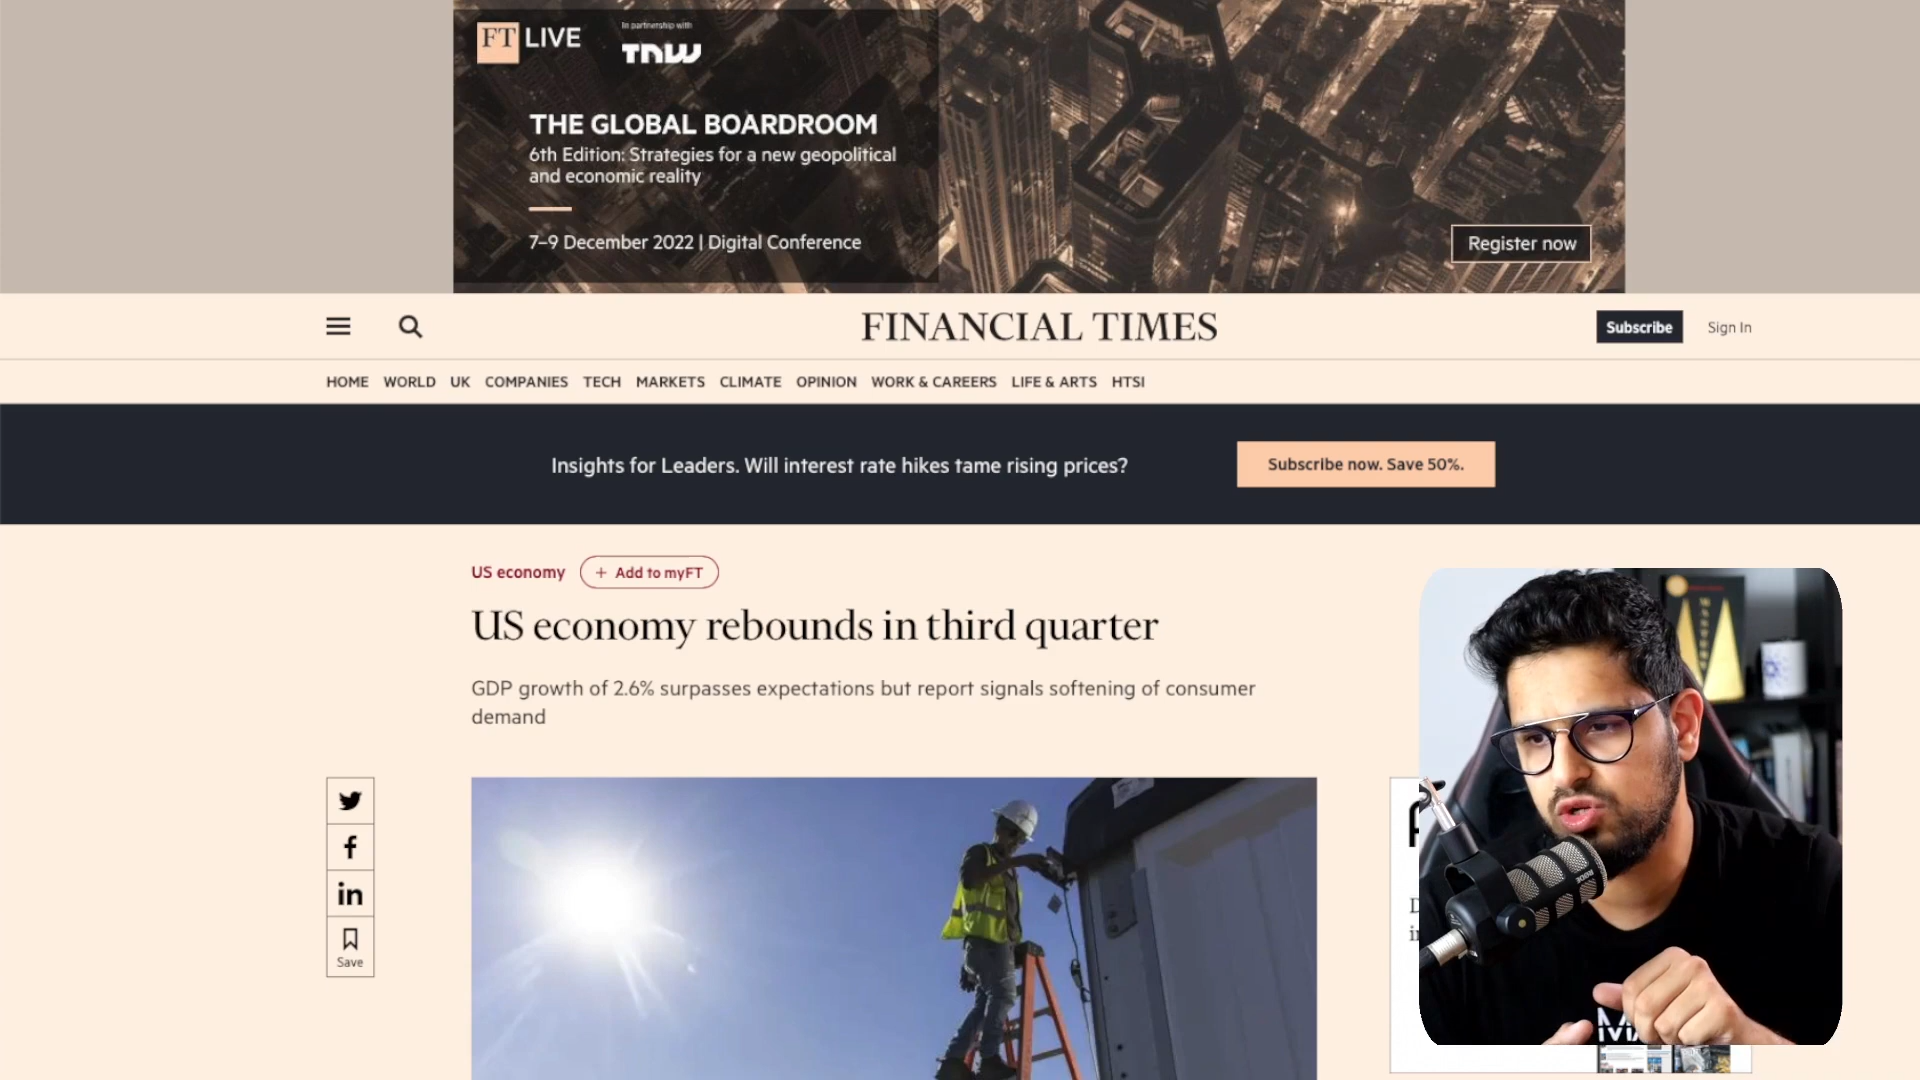 FT LIVE
In partnership with
TNW
THE GLOBAL BOARDROOM
6th Edition: Strategies for a new geopolitical
and economic reality
7–9 December 2022 | Digital Conference
Register now
FINANCIAL TIMES
Subscribe
Sign In
HOME WORLD UK COMPANIES TECH MARKETS CLIMATE OPINION WORK & CAREERS LIFE & ARTS HTSI
Insights for Leaders. Will interest rate hikes tame rising prices?
Subscribe now. Save 50%.
US economy
+ Add to myFT
US economy rebounds in third quarter
GDP growth of 2.6% surpasses expectations but report signals softening of consumer
demand
Save
RØDE